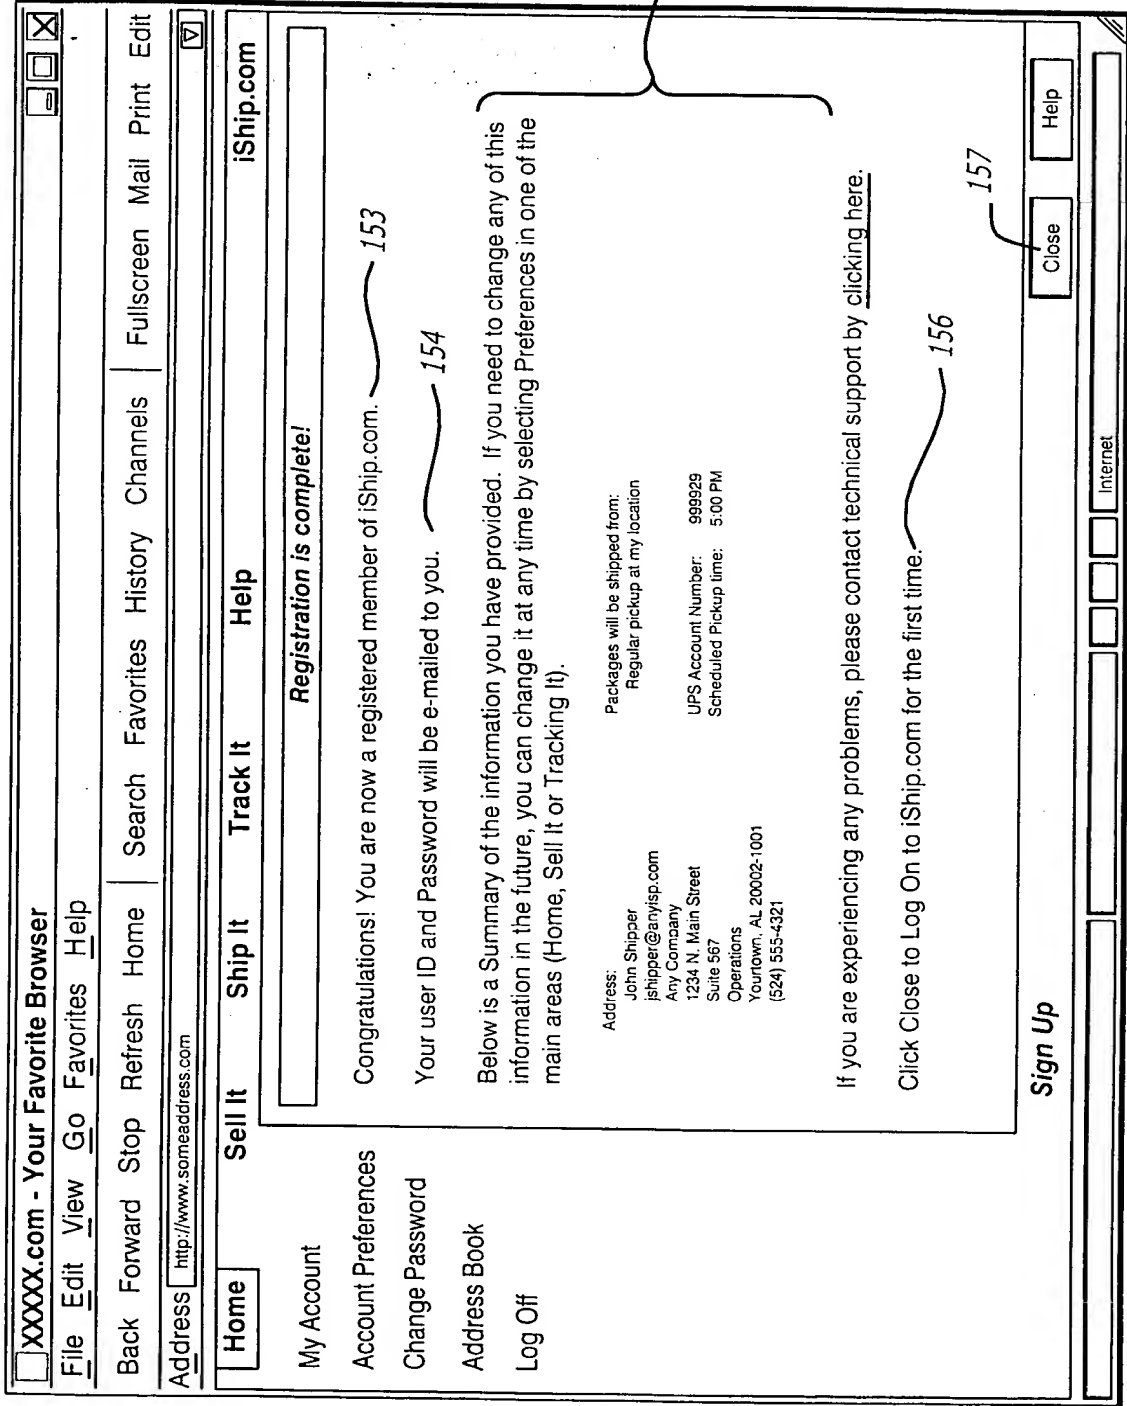 XXXXX.com - Your Favorite Browser
File Edit View Go Favorites Help
Back Forward Stop Refresh Home Search Favorites History Channels Fullscreen Mail Print Edit
Address http://www.someaddress.com
Home Sell It Ship It Track It Help iShip.com
My Account
Account Preferences
Change Password
Address Book
Log Off
Registration is complete!
Congratulations! You are now a registered member of iShip.com. 153
Your user ID and Password will be e-mailed to you. 154
Below is a Summary of the information you have provided. If you need to change any of this
information in the future, you can change it at any time by selecting Preferences in one of the
main areas (Home, Sell It or Tracking It).
Address:
John Shipper
jshipper@anyisp.com
Any Company
1234 N. Main Street
Suite 567
Operations
Yourtown, AL 20002-1001
(524) 555-4321
Packages will be shipped from:
Regular pickup at my location
UPS Account Number: 999929
Scheduled Pickup time: 5:00 PM
If you are experiencing any problems, please contact technical support by clicking here.
Click Close to Log On to iShip.com for the first time. 156
157
Sign Up Close Help
Internet